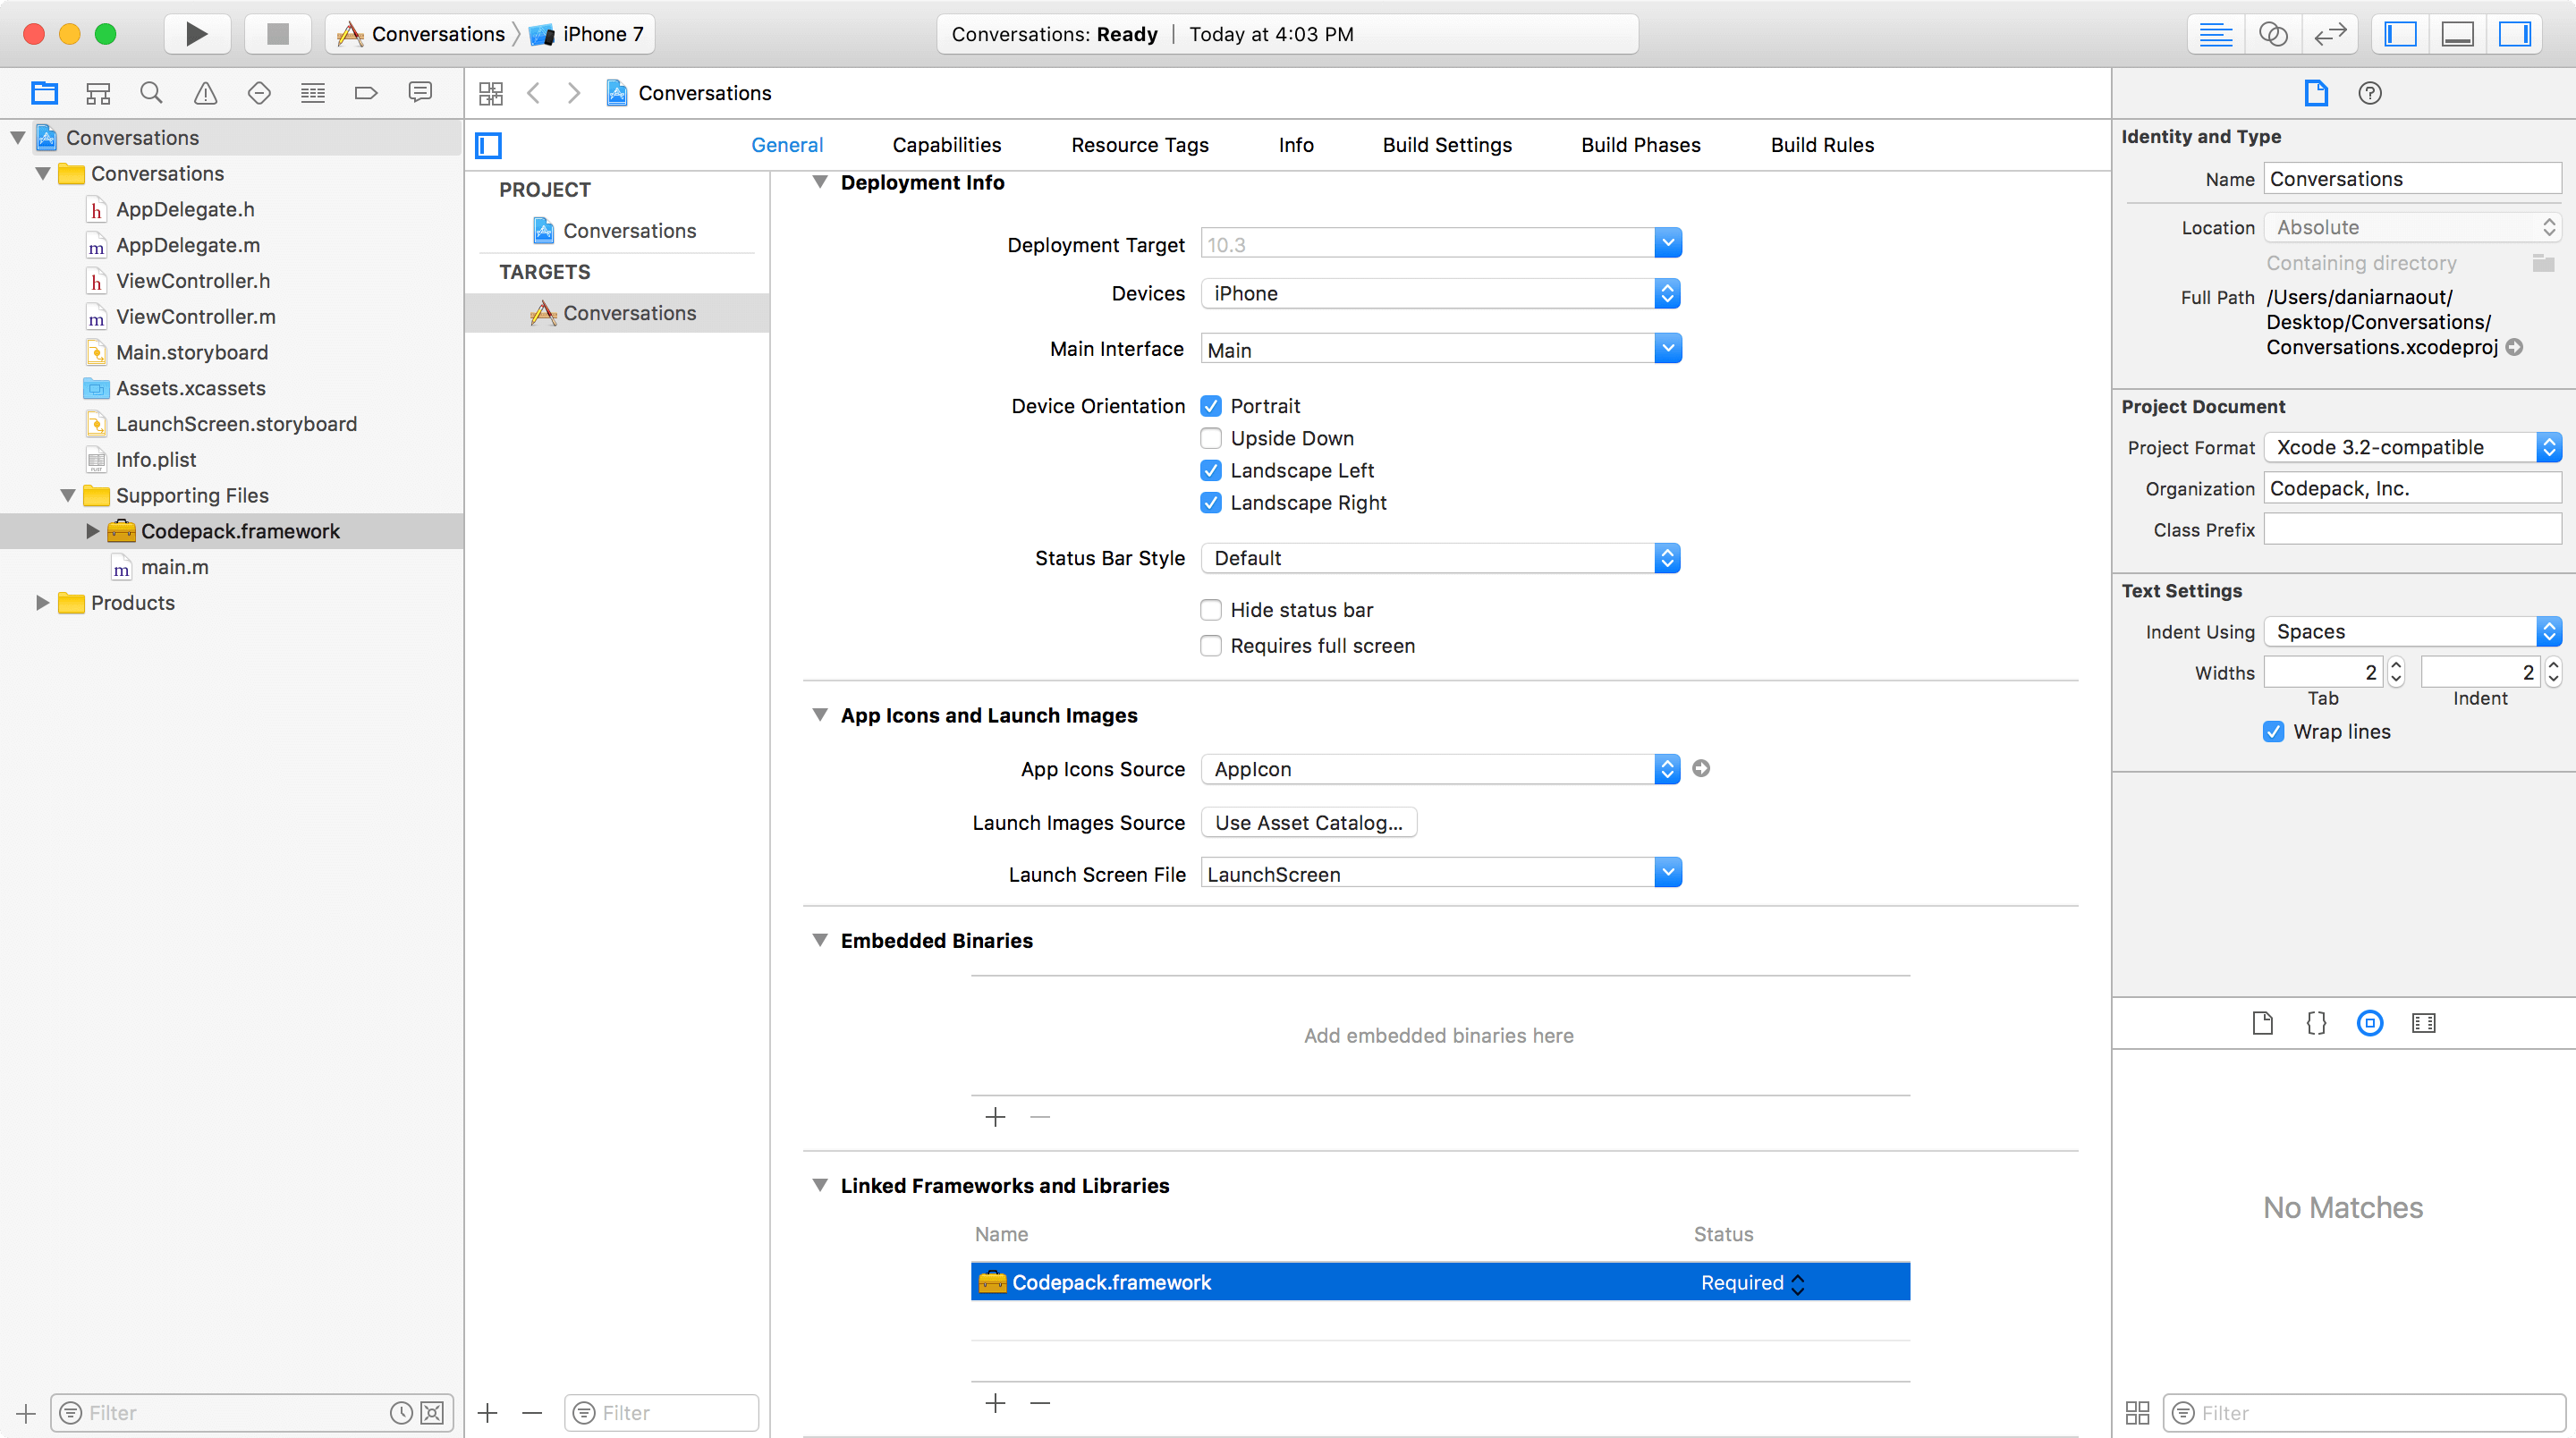 Conversations iPhone 7
Conversations: Ready | Today at 4:03 PM
Conversations
General Capabilities Resource Tags Info Build Settings Build Phases Build Rules
Conversations
Conversations
h AppDelegate.h
m AppDelegate.m
h ViewController.h
m ViewController.m
Main.storyboard
Assets.xcassets
LaunchScreen.storyboard
Info.plist
Supporting Files
Codepack.framework
m main.m
Products
Filter
PROJECT
Conversations
TARGETS
Conversations
Filter
Deployment Info
Deployment Target 10.3
Devices iPhone
Main Interface Main
Device Orientation Portrait
Upside Down
Landscape Left
Landscape Right
Status Bar Style Default
Hide status bar
Requires full screen
App Icons and Launch Images
App Icons Source AppIcon
Launch Images Source Use Asset Catalog...
Launch Screen File LaunchScreen
Embedded Binaries
Add embedded binaries here
Linked Frameworks and Libraries
Name Status
Codepack.framework Required
Identity and Type
Name Conversations
Location Absolute
Containing directory
Full Path /Users/daniarnaout/
Desktop/Conversations/
Conversations.xcodeproj
Project Document
Project Format Xcode 3.2-compatible
Organization Codepack, Inc.
Class Prefix
Text Settings
Indent Using Spaces
Widths 2 2
Tab Indent
Wrap lines
No Matches
Filter